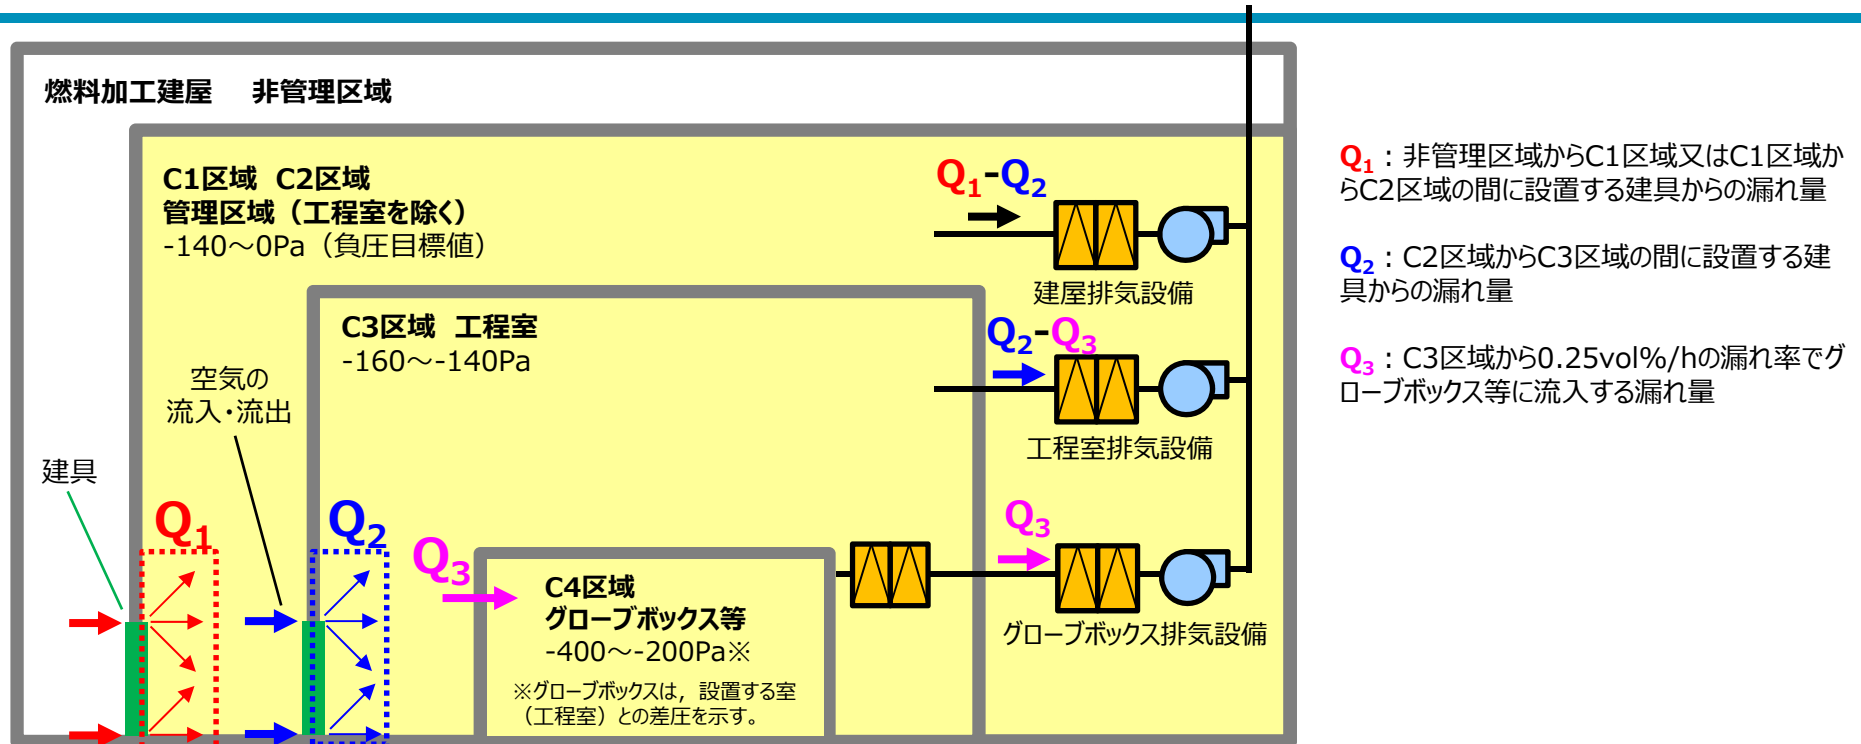 燃料加工建屋　非管理区域
C1区域 C2区域
管理区域（工程室を除く）
-140～0Pa（負圧目標値）
Q1-Q2
建屋排気設備
C3区域 工程室
-160～-140Pa
Q2-Q3
工程室排気設備
空気の
流入・流出
建具
Q1
Q2
Q3
Q3
C4区域
グローブボックス等
-400～-200Pa※
※グローブボックスは，設置する室
（工程室）との差圧を示す。
グローブボックス排気設備
Q1：非管理区域からC1区域又はC1区域か
らC2区域の間に設置する建具からの漏れ量
Q2：C2区域からC3区域の間に設置する建
具からの漏れ量
Q3：C3区域から0.25vol%/hの漏れ率でグ
ローブボックス等に流入する漏れ量